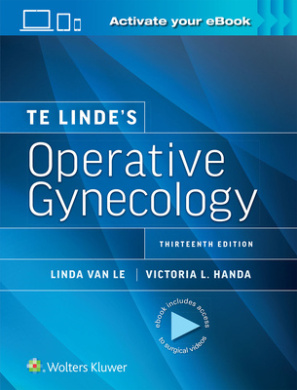 Activate your eBook
TE LINDE'S
Operative
Gynecology
THIRTEENTH EDITION
LINDA VAN LE | VICTORIA L. HANDA
ebook includes access
to surgical videos
Wolters Kluwer